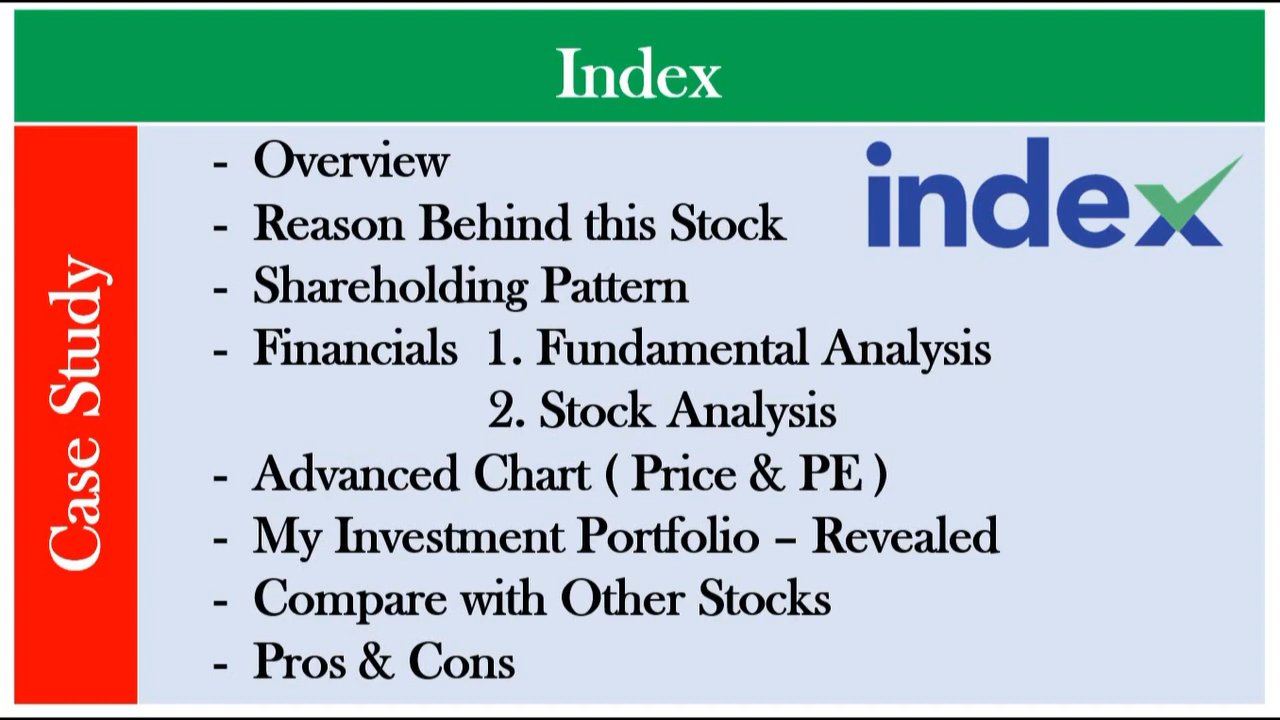 Index
Case Study
- Overview
index
- Reason Behind this Stock
- Shareholding Pattern
- Financials 1. Fundamental Analysis
2. Stock Analysis
- Advanced Chart ( Price & PE )
- My Investment Portfolio – Revealed
- Compare with Other Stocks
- Pros & Cons